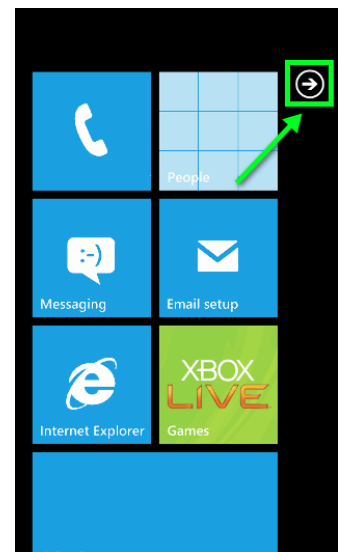 People
:-)
Messaging
Email setup
XBOX
LIVE
Internet Explorer
Games